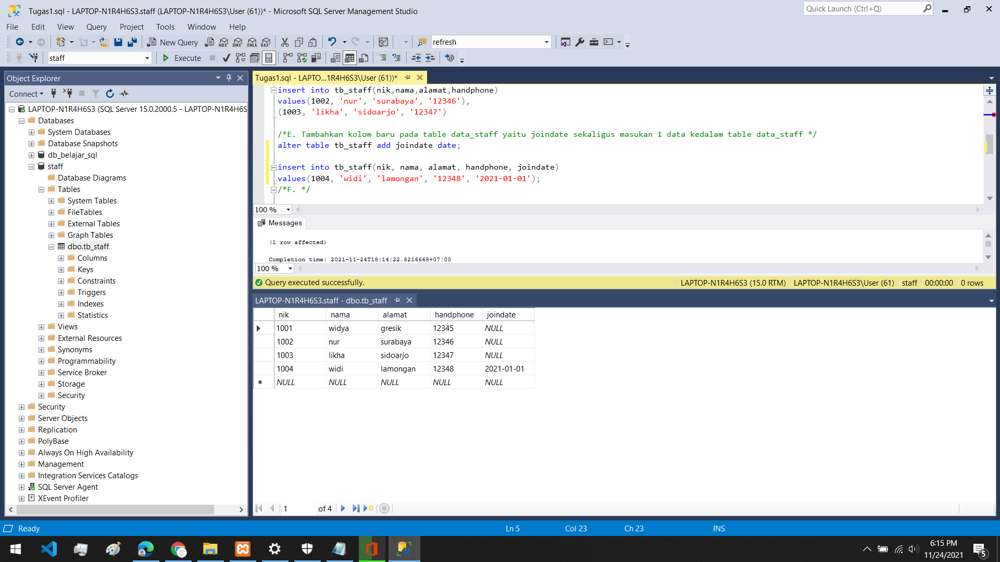 Tugas1.sql - LAPTOP-N1R4H6S3.staff (LAPTOP-N1R4H6S3\User (61))* - Microsoft SQL Server Management Studio
Quick Launch (Ctrl+Q)
File Edit View Query Project Tools Window Help
New Query
MDX DMX XMLA DAX
refresh
staff
Execute
Object Explorer
Connect
LAPTOP-N1R4H6S3 (SQL Server 15.0.2000.5 - LAPTOP-N1R4H6S
Databases
System Databases
Database Snapshots
db_belajar_sql
staff
Database Diagrams
Tables
System Tables
FileTables
External Tables
Graph Tables
dbo.tb_staff
Columns
Keys
Constraints
Triggers
Indexes
Statistics
Views
External Resources
Synonyms
Programmability
Service Broker
Storage
Security
Security
Server Objects
Replication
PolyBase
Always On High Availability
Management
Integration Services Catalogs
SQL Server Agent
XEvent Profiler
Tugas1.sql - LAPTO...1R4H6S3\User (61))*
insert into tb_staff(nik,nama,alamat,handphone)
values(1002, 'nur', 'surabaya', '12346'),
(1003, 'likha', 'sidoarjo', '12347')
/*E. Tambahkan kolom baru pada table data_staff yaitu joindate sekaligus masukan 1 data kedalam table data_staff */
alter table tb_staff add joindate date;
insert into tb_staff(nik, nama, alamat, handphone, joindate)
values(1004, 'widi', 'lamongan', '12348', '2021-01-01');
/*F. */
100 %
Messages
(1 row affected)
Completion time: 2021-11-24T18:14:22.8216668+07:00
100 %
Query executed successfully.
LAPTOP-N1R4H6S3 (15.0 RTM) LAPTOP-N1R4H6S3\User (61) staff 00:00:00 0 rows
LAPTOP-N1R4H6S3.staff - dbo.tb_staff
nik nama alamat handphone joindate
1001 widya gresik 12345 NULL
1002 nur surabaya 12346 NULL
1003 likha sidoarjo 12347 NULL
1004 widi lamongan 12348 2021-01-01
* NULL NULL NULL NULL NULL
1 of 4
Ready
Ln 5 Col 23 Ch 23 INS
6:15 PM
11/24/2021
5